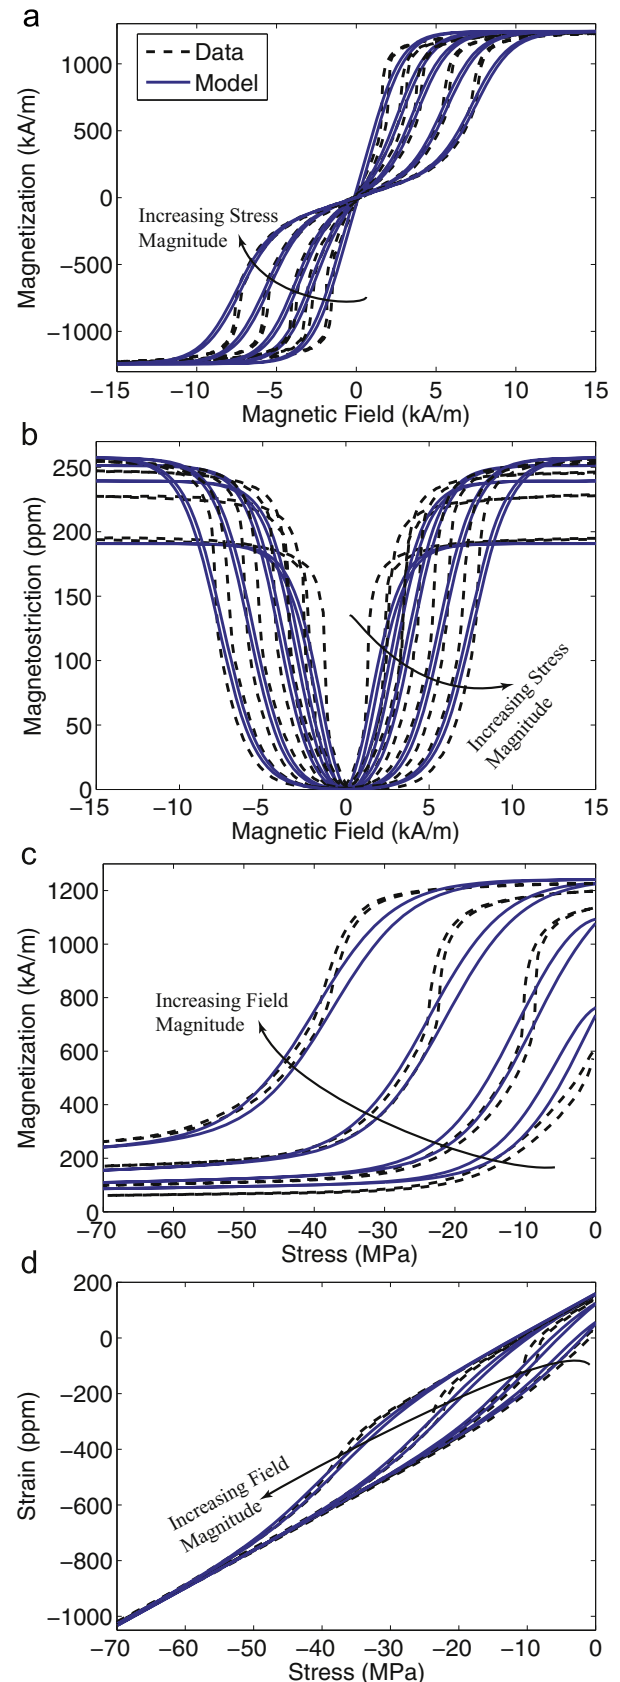 a
1000
500
0
−500
−1000
Magnetization (kA/m)
Data
Model
Increasing Stress
Magnitude
−15 −10 −5 0 5 10 15
Magnetic Field (kA/m)
b
250
200
150
100
50
0
Magnetostriction (ppm)
Increasing Stress
Magnitude
−15 −10 −5 0 5 10 15
Magnetic Field (kA/m)
c
1200
1000
800
600
400
200
0
Magnetization (kA/m)
Increasing Field
Magnitude
−70 −60 −50 −40 −30 −20 −10 0
Stress (MPa)
d
200
0
−200
−400
−600
−800
−1000
Strain (ppm)
Increasing Field
Magnitude
−70 −60 −50 −40 −30 −20 −10 0
Stress (MPa)